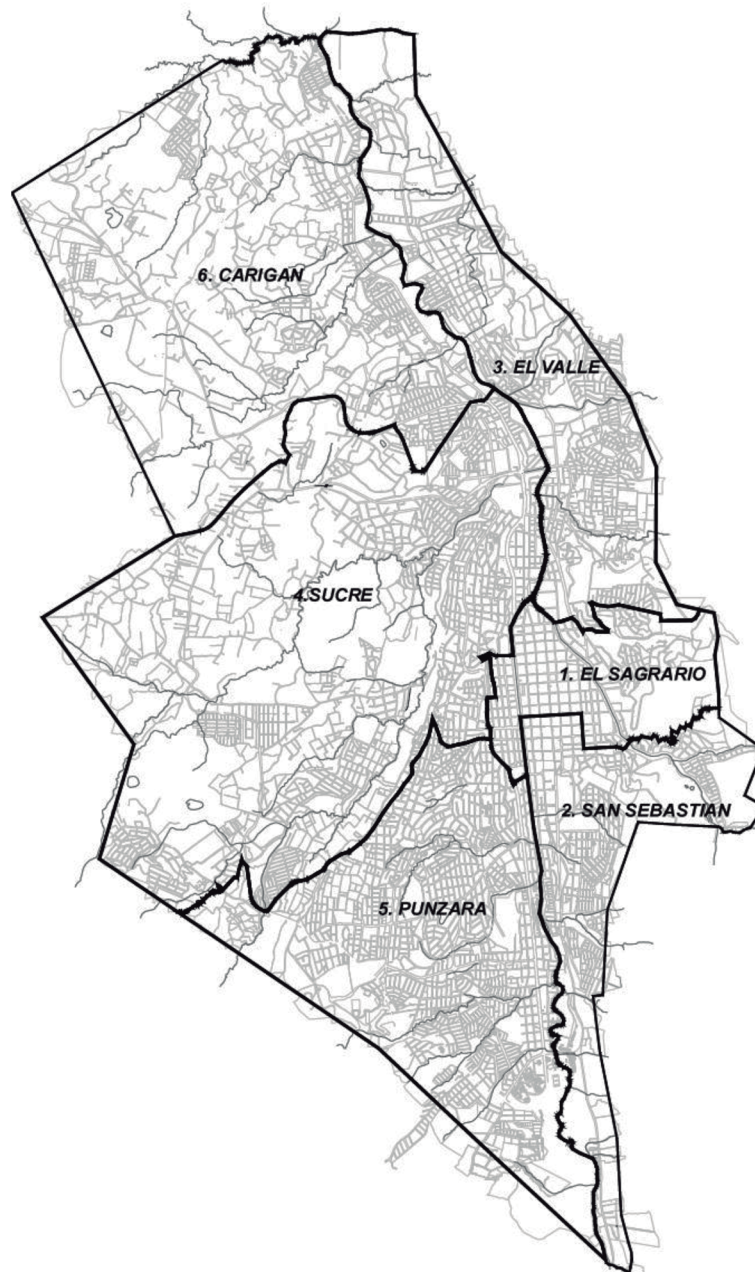 6. CARIGAN
3. EL VALLE
4.SUCRE
1. EL SAGRARIO
2. SAN SEBASTIAN
5. PUNZARA